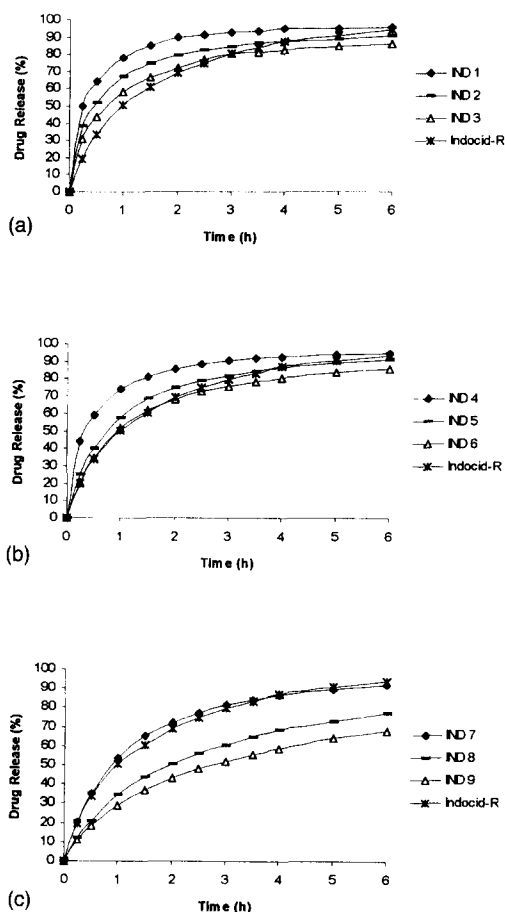 100
90
80
70
60
50
40
30
20
10
0
Drug Release (%)
0 1 2 3 4 5 6
Time (h)
IND 1
IND 2
IND 3
Indocid-R
(a)
100
90
80
70
60
50
40
30
20
10
0
Drug Release (%)
0 1 2 3 4 5 6
Time (h)
IND 4
IND 5
IND 6
Indocid-R
(b)
100
90
80
70
60
50
40
30
20
10
0
Drug Release (%)
0 1 2 3 4 5 6
Time (h)
IND 7
IND 8
IND 9
Indocid-R
(c)